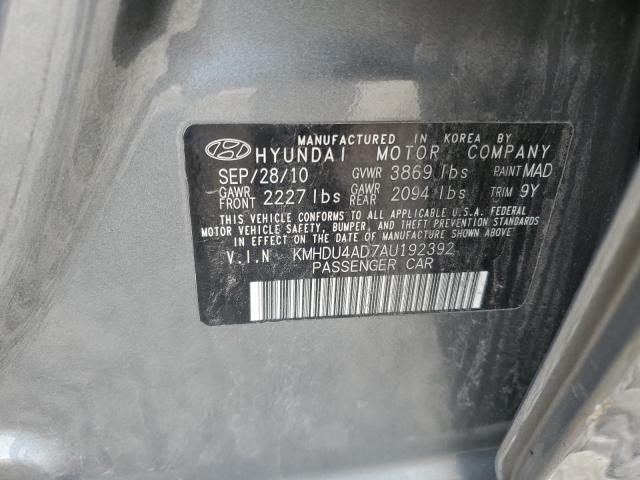 MANUFACTURED IN KOREA BY
HYUNDAI MOTOR COMPANY
SEP/28/10 GVWR 3869 lbs PAINT MAD
GAWR FRONT 2227 lbs GAWR REAR 2094 lbs TRIM 9Y
THIS VEHICLE CONFORMS TO ALL APPLICABLE U.S.A. FEDERAL
MOTOR VEHICLE SAFETY, BUMPER, AND THEFT PREVENTION STANDARDS
IN EFFECT ON THE DATE OF MANUFACTURE SHOWN ABOVE.
V.I.N KMHDU4AD7AU192392
PASSENGER CAR